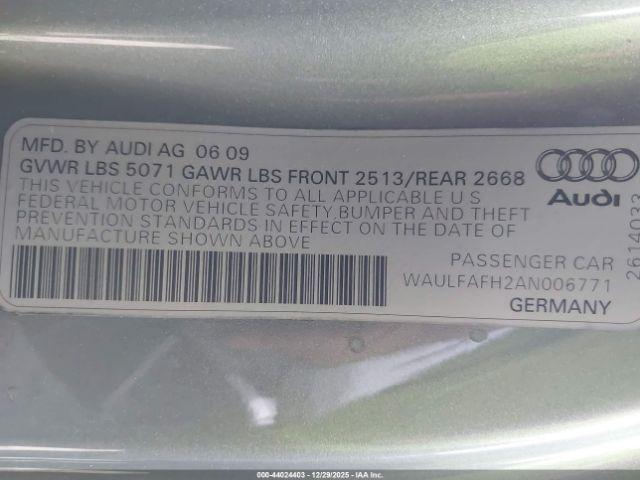 MFD. BY AUDI AG 06 09
GVWR LBS 5071 GAWR LBS FRONT 2513/REAR 2668
THIS VEHICLE CONFORMS TO ALL APPLICABLE U S
FEDERAL MOTOR VEHICLE SAFETY, BUMPER AND THEFT
PREVENTION STANDARDS IN EFFECT ON THE DATE OF
MANUFACTURE SHOWN ABOVE
Audi
2614033
PASSENGER CAR
WAULFAFH2AN006771
GERMANY
000-44024403 | 12/29/2025 - IAA.com